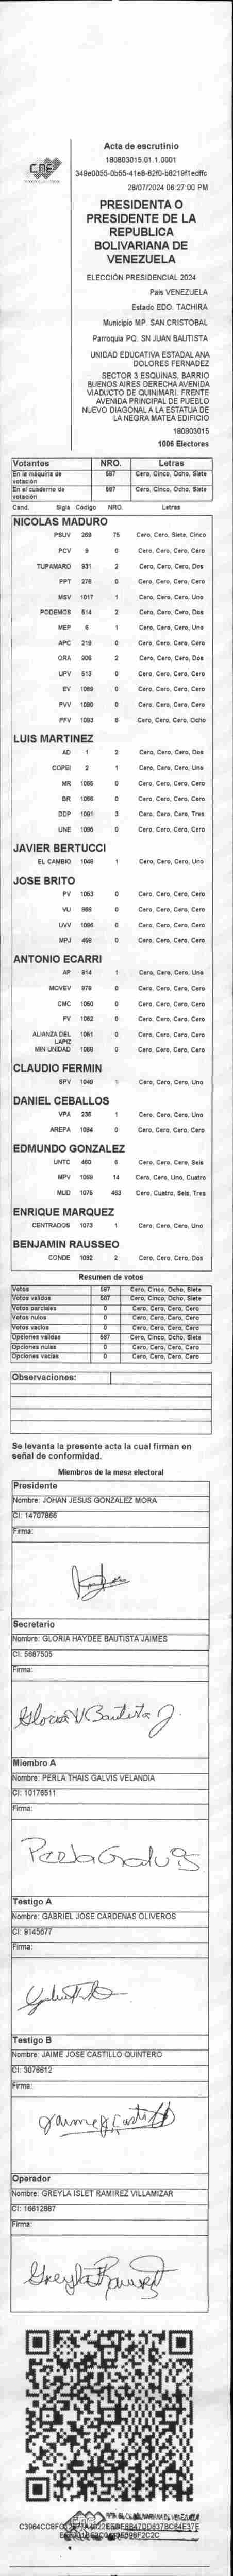 CNE
Acta de escrutinio
180803015.01.1.0001
28/07/2024 06:27:00 PM
PRESIDENTA O
PRESIDENTE DE LA
REPUBLICA
BOLIVARIANA DE
VENEZUELA
ELECCIÓN PRESIDENCIAL 2024
País VENEZUELA
Estado EDO. TACHIRA
Municipio MP. SAN CRISTOBAL
Parroquia PQ. SN JUAN BAUTISTA
UNIDAD EDUCATIVA ESTADAL ANA
DOLORES FERNADEZ
SECTOR 3 ESQUINAS. BARRIO
BUENOS AIRES DERECHA AVENIDA
VIADUCTO DE QUINIMARI. FRENTE
AVENIDA PRINCIPAL DE PUEBLO
NUEVO DIAGONAL A LA ESTATUA DE
LA NEGRA MATEA EDIFICIO
180803015
1006 Electores
Votantes NRO. Letras
En la máquina de votación 587 Cero, Cinco, Ocho, Siete
En el cuaderno de votación 587 Cero, Cinco, Ocho, Siete
Cand. Sigla Código NRO. Letras
NICOLAS MADURO
PSUV 269 75 Cero, Cero, Siete, Cinco
PCV 9 0 Cero, Cero, Cero, Cero
TUPAMARO 931 2 Cero, Cero, Cero, Dos
PPT 276 0 Cero, Cero, Cero, Cero
MSV 1017 1 Cero, Cero, Cero, Uno
PODEMOS 614 2 Cero, Cero, Cero, Dos
MEP 6 1 Cero, Cero, Cero, Uno
APC 219 0 Cero, Cero, Cero, Cero
ORA 906 2 Cero, Cero, Cero, Dos
UPV 613 0 Cero, Cero, Cero, Cero
EV 1089 0 Cero, Cero, Cero, Cero
PVV 1090 0 Cero, Cero, Cero, Cero
PFV 1093 8 Cero, Cero, Cero, Ocho
LUIS MARTINEZ
AD 1 2 Cero, Cero, Cero, Dos
COPEI 2 1 Cero, Cero, Cero, Uno
MR 1065 0 Cero, Cero, Cero, Cero
BR 1066 0 Cero, Cero, Cero, Cero
DDP 1091 3 Cero, Cero, Cero, Tres
UNE 1095 0 Cero, Cero, Cero, Cero
JAVIER BERTUCCI
EL CAMBIO 1048 1 Cero, Cero, Cero, Uno
JOSE BRITO
PV 1053 0 Cero, Cero, Cero, Cero
VU 868 0 Cero, Cero, Cero, Cero
UVV 1096 0 Cero, Cero, Cero, Cero
MPJ 458 0 Cero, Cero, Cero, Cero
ANTONIO ECARRI
AP 814 1 Cero, Cero, Cero, Uno
MOVEV 878 0 Cero, Cero, Cero, Cero
CMC 1050 0 Cero, Cero, Cero, Cero
FV 1062 0 Cero, Cero, Cero, Cero
ALIANZA DEL LAPIZ 1061 0 Cero, Cero, Cero, Cero
MIN UNIDAD 1088 0 Cero, Cero, Cero, Cero
CLAUDIO FERMIN
SPV 1049 1 Cero, Cero, Cero, Uno
DANIEL CEBALLOS
VPA 236 1 Cero, Cero, Cero, Uno
AREPA 1094 0 Cero, Cero, Cero, Cero
EDMUNDO GONZALEZ
UNTC 460 6 Cero, Cero, Cero, Seis
MPV 1069 14 Cero, Cero, Uno, Cuatro
MUD 1075 463 Cero, Cuatro, Seis, Tres
ENRIQUE MARQUEZ
CENTRADOS 1073 1 Cero, Cero, Cero, Uno
BENJAMIN RAUSSEO
CONDE 1092 2 Cero, Cero, Cero, Dos
Resumen de votos
Votos 587 Cero, Cinco, Ocho, Siete
Votos validos 587 Cero, Cinco, Ocho, Siete
Votos parciales 0 Cero, Cero, Cero, Cero
Votos nulos 0 Cero, Cero, Cero, Cero
Votos vacios 0 Cero, Cero, Cero, Cero
Opciones validas 587 Cero, Cinco, Ocho, Siete
Opciones nulas 0 Cero, Cero, Cero, Cero
Opciones vacias 0 Cero, Cero, Cero, Cero
Observaciones:
Se levanta la presente acta la cual firman en
señal de conformidad.
Miembros de la mesa electoral
Presidente
Nombre: JOHAN JESUS GONZALEZ MORA
CI: 14707866
Firma:
Secretario
Nombre: GLORIA HAYDEE BAUTISTA JAIMES
CI: 5687505
Firma:
Gloria H Bautista J.
Miembro A
Nombre: PERLA THAIS GALVIS VELANDIA
CI: 10176511
Firma:
Perla Galvis
Testigo A
Nombre: GABRIEL JOSE CARDENAS OLIVEROS
CI: 9145677
Firma:
Testigo B
Nombre: JAIME JOSE CASTILLO QUINTERO
CI: 3076612
Firma:
Jaime J Castillo
Operador
Nombre: GREYLA ISLET RAMIREZ VILLAMIZAR
CI: 16612887
Firma:
Greyla Ramirez